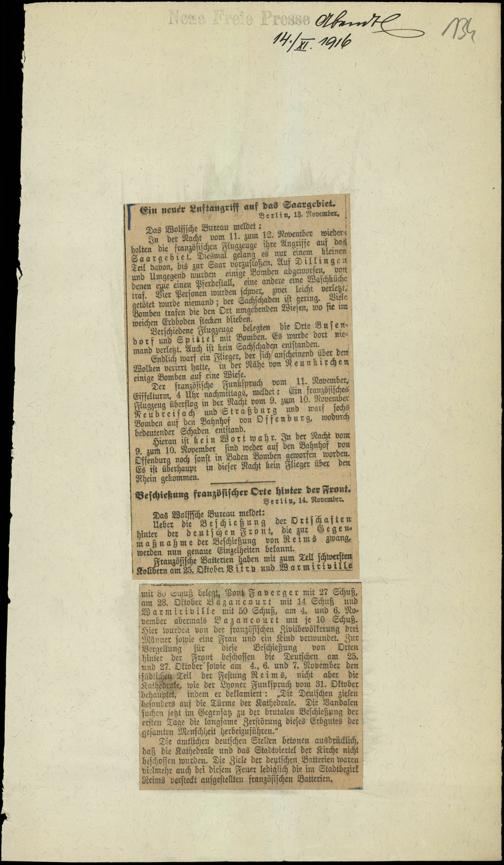 Neue Freie Presse Abendbl
14./XI. 1916
134
Ein neuer Luftangriff auf das Saargebiet.
Berlin, 13. November.
Das Wolffsche Bureau meldet:
In der Nacht vom 11. zum 12. November wieder-
holten die französischen Flugzeuge ihre Angriffe auf das
Saargebiet. Diesmal gelang es nur einem kleinen
Teil davon, bis zur Saar vorzustoßen. Auf Dillingen
und Umgegend wurden einige Bomben abgeworfen, von
denen eine einen Pferdestall, eine andere eine Waschküche
traf. Vier Personen wurden schwer, zwei leicht verletzt,
getötet wurde niemand; der Sachschaden ist gering. Viele
Bomben trafen die den Ort umgebenden Wiesen, wo sie im
weichen Erdboden stecken blieben.
Verschiedene Flugzeuge belegten die Orte Busen-
dorf und Spittel mit Bomben. Es wurde dort nie-
mand verletzt. Auch ist kein Sachschaden entstanden.
Endlich warf ein Flieger, der sich anscheinend über den
Wolken verirrt hatte, in der Nähe von Neunkirchen
einige Bomben auf eine Wiese.
Der französische Funkspruch vom 11. November,
Eiffelturm, 4 Uhr nachmittags, meldet: Ein französisches
Flugzeug überflog in der Nacht vom 9. zum 10. November
Neubreisach und Straßburg und warf sechs
Bomben auf den Bahnhof von Offenburg, wodurch
bedeutender Schaden entstand.
Hieran ist kein Wort wahr. In der Nacht vom
9. zum 10. November sind weder auf den Bahnhof von
Offenburg noch sonst in Baden Bomben geworfen worden.
Es ist überhaupt in dieser Nacht kein Flieger über den
Rhein gekommen.
Beschießung französischer Orte hinter der Front.
Berlin, 14. November.
Das Wolffsche Bureau meldet:
Ueber die Beschießung der Ortschaften
hinter der deutschen Front, die zur Gegen-
maßnahme der Beschießung von Reims zwang,
werden nun genaue Einzelheiten bekannt.
Französische Batterien haben mit zum Teil schwersten
Kalibern am 25. Oktober Vitry und Warmiriville
mit 80 Schuß belegt, Pont Faverger mit 27 Schuß,
am 28. Oktober Bazancourt mit 14 Schuß und
Warmiriville mit 50 Schuß, am 4. und 6. No-
vember abermals Bazancourt mit je 10 Schuß.
Hier wurden von der französischen Zivilbevölkerung drei
Männer sowie eine Frau und ein Kind verwundet. Zur
Vergeltung für diese Beschießung von Orten
hinter der Front beschossen die Deutschen am 25.
und 27. Oktober sowie am 4., 6. und 7. November den
südlichen Teil der Festung Reims, nicht aber die
Kathedrale, wie der Lyoner Funkspruch vom 31. Oktober
behauptet, indem er deklamiert: „Die Deutschen zielen
besonders auf die Türme der Kathedrale. Die Vandalen
suchen jetzt im Gegensatz zu der brutalen Beschießung der
ersten Tage die langsame Zerstörung dieses Erbgutes der
gesamten Menschheit herbeizuführen.“
Die amtlichen deutschen Stellen betonen ausdrücklich,
daß die Kathedrale und das Stadtviertel der Kirche nicht
beschossen wurden. Die Ziele der deutschen Batterien waren
vielmehr auch bei diesem Feuer lediglich die im Stadtbezirk
Reims versteckt aufgestellten französischen Batterien.